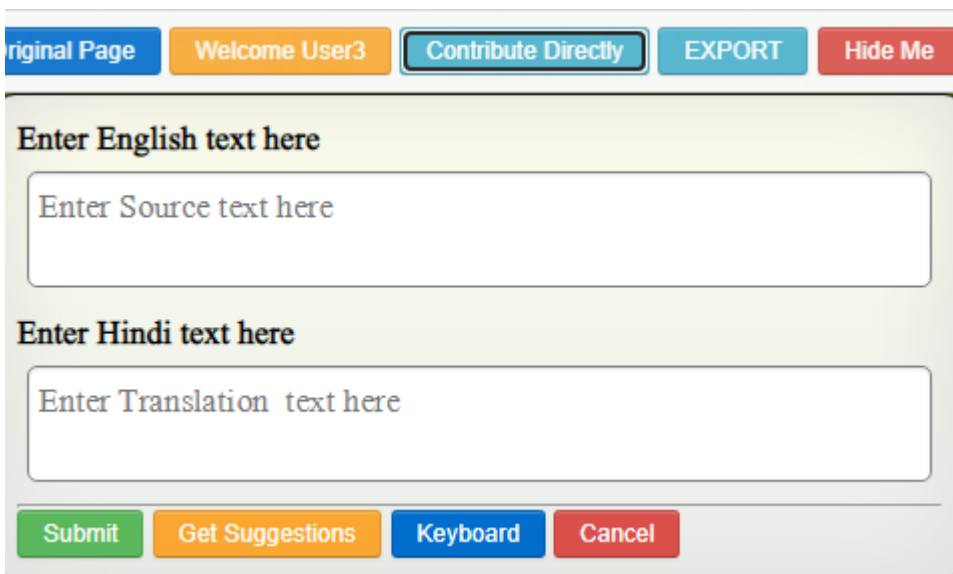 riginal Page Welcome User3 Contribute Directly EXPORT Hide Me
Enter English text here
Enter Source text here
Enter Hindi text here
Enter Translation  text here
Submit Get Suggestions Keyboard Cancel